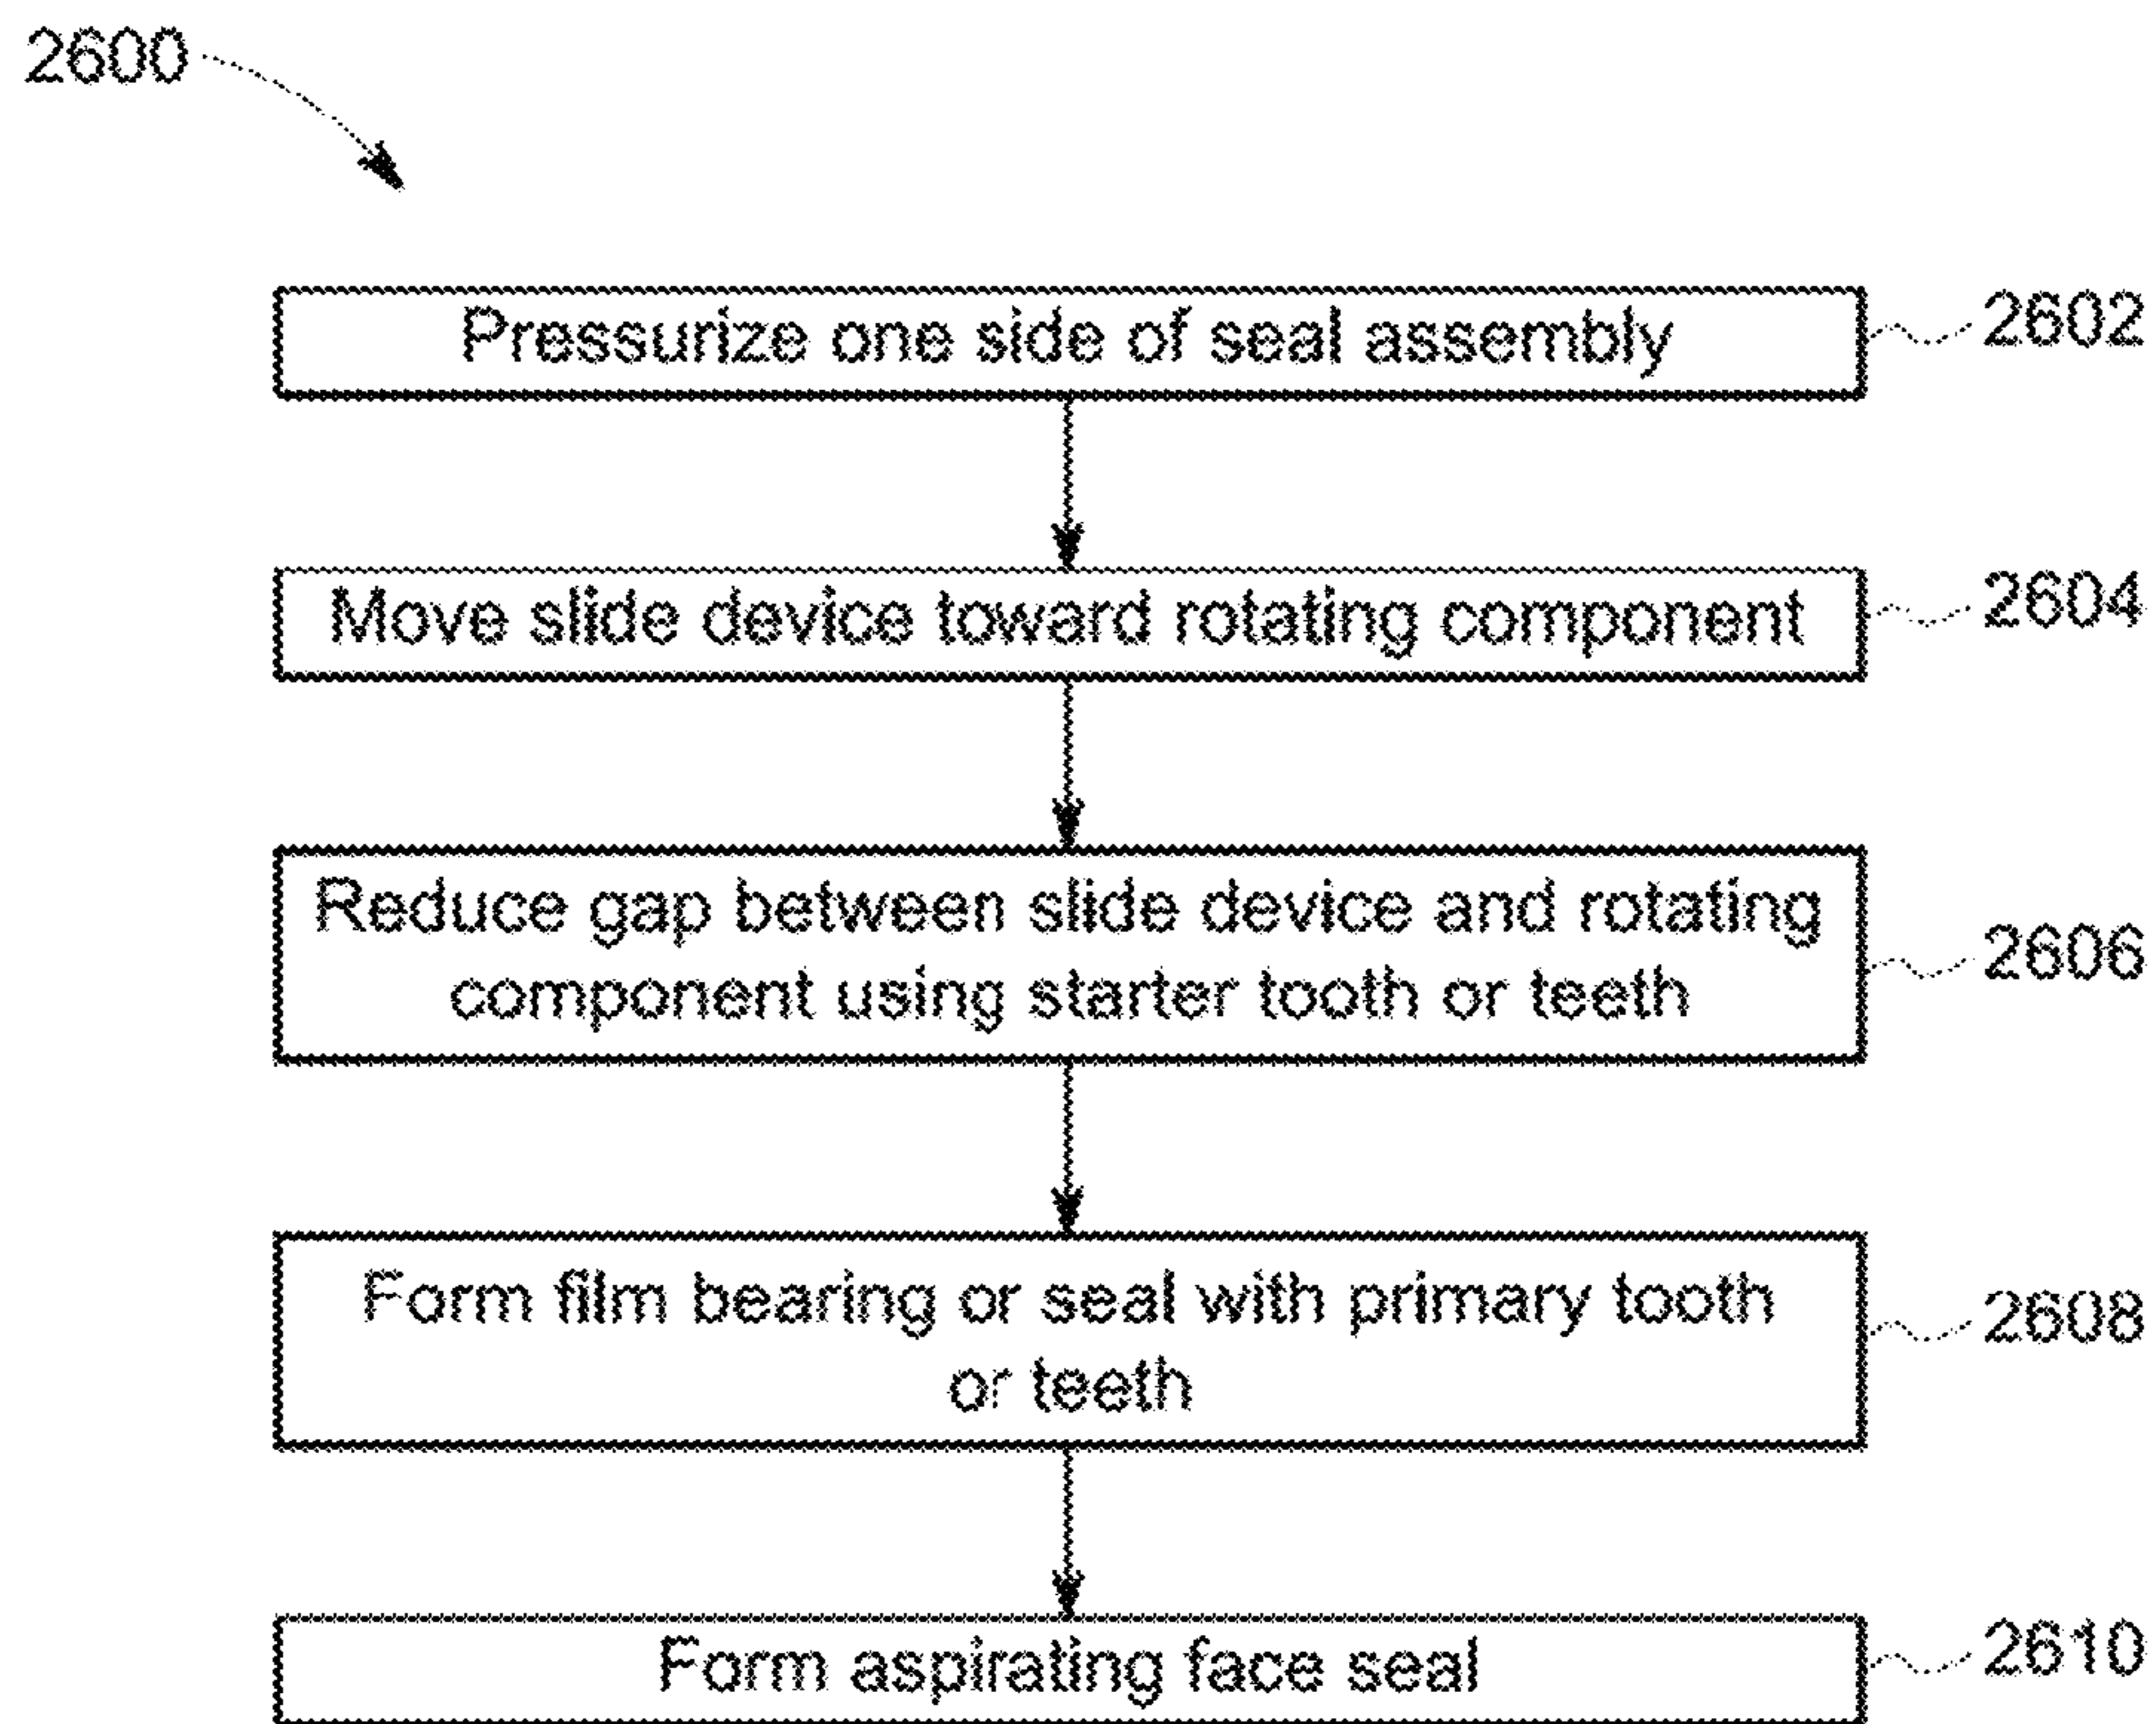 2600
Pressurize one side of seal assembly
2602
Move slide device toward rotating component
2604
Reduce gap between slide device and rotating
component using starter tooth or teeth
2606
Form film bearing or seal with primary tooth
or teeth
2608
Form aspirating face seal
2610